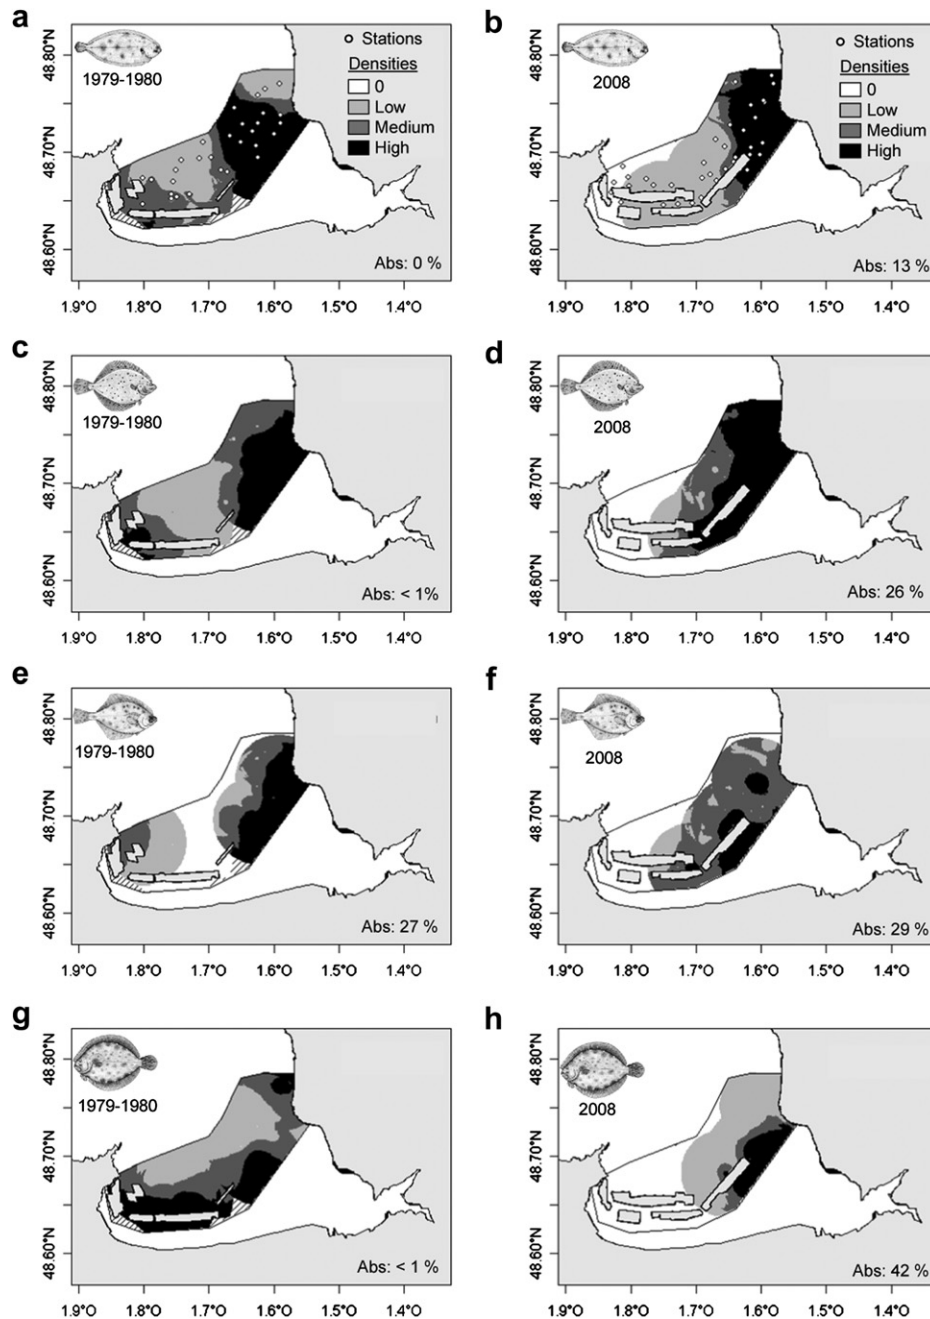 a
b
48.80°N
48.70°N
48.60°N
1979-1980
Stations
Densities
0
Low
Medium
High
Abs: 0 %
1.9°O 1.8°O 1.7°O 1.6°O 1.5°O 1.4°O
48.80°N
48.70°N
48.60°N
2008
Stations
Densities
0
Low
Medium
High
Abs: 13 %
1.9°O 1.8°O 1.7°O 1.6°O 1.5°O 1.4°O
c
d
48.80°N
48.70°N
48.60°N
1979-1980
Abs: < 1%
1.9°O 1.8°O 1.7°O 1.6°O 1.5°O 1.4°O
48.80°N
48.70°N
48.60°N
2008
Abs: 26 %
1.9°O 1.8°O 1.7°O 1.6°O 1.5°O 1.4°O
e
f
48.80°N
48.70°N
48.60°N
1979-1980
Abs: 27 %
1.9°O 1.8°O 1.7°O 1.6°O 1.5°O 1.4°O
48.80°N
48.70°N
48.60°N
2008
Abs: 29 %
1.9°O 1.8°O 1.7°O 1.6°O 1.5°O 1.4°O
g
h
48.80°N
48.70°N
48.60°N
1979-1980
Abs: < 1 %
1.9°O 1.8°O 1.7°O 1.6°O 1.5°O 1.4°O
48.80°N
48.70°N
48.60°N
2008
Abs: 42 %
1.9°O 1.8°O 1.7°O 1.6°O 1.5°O 1.4°O